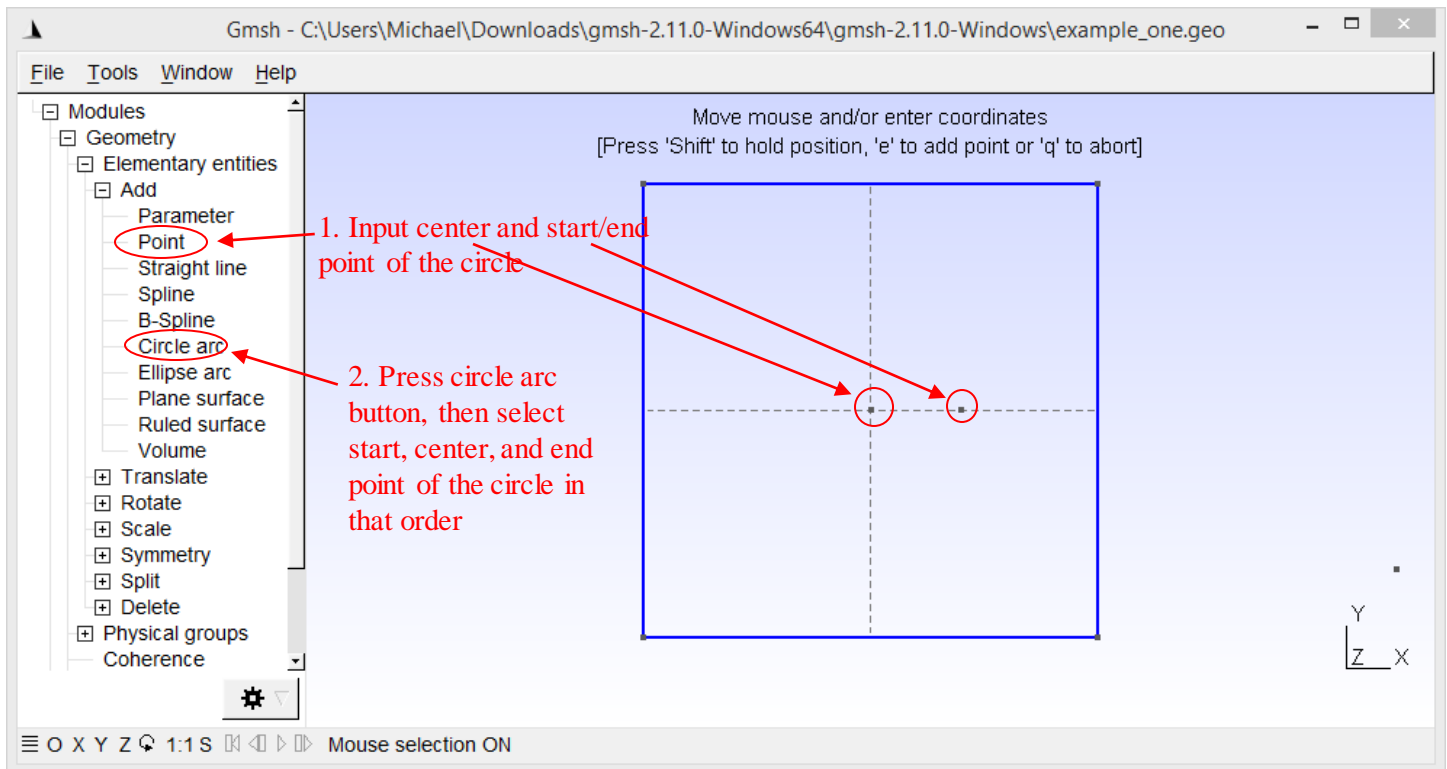 Gmsh - C:\Users\Michael\Downloads\gmsh-2.11.0-Windows64\gmsh-2.11.0-Windows\example_one.geo
File Tools Window Help
Modules
Geometry
Elementary entities
Add
Parameter
Point
Straight line
Spline
B-Spline
Circle arc
Ellipse arc
Plane surface
Ruled surface
Volume
Translate
Rotate
Scale
Symmetry
Split
Delete
Physical groups
Coherence
Move mouse and/or enter coordinates
[Press 'Shift' to hold position, 'e' to add point or 'q' to abort]
1. Input center and start/end
point of the circle
2. Press circle arc
button, then select
start, center, and end
point of the circle in
that order
Y
Z X
O X Y Z 1:1 S Mouse selection ON